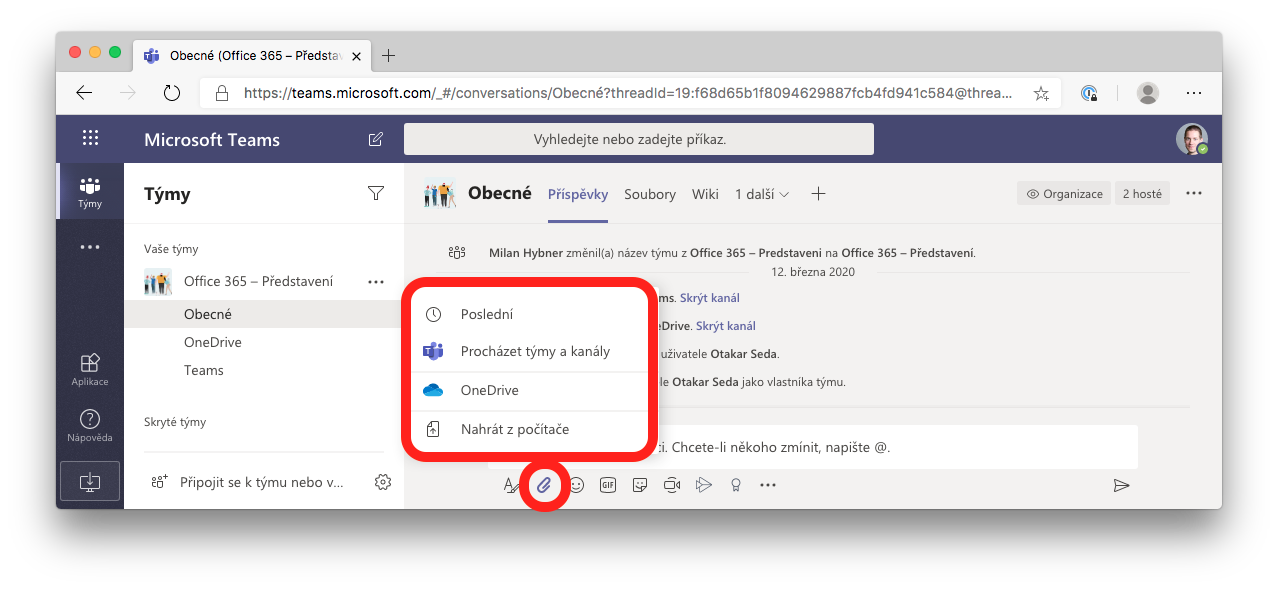 Obecné (Office 365 – Předsta
https://teams.microsoft.com/_#/conversations/Obecné?threadId=19:f68d65b1f8094629887fcb4fd941c584@threa...
Microsoft Teams
Vyhledejte nebo zadejte příkaz.
Týmy
Aplikace
Nápověda
Týmy
Vaše týmy
Office 365 – Představení
Obecné
OneDrive
Teams
Skryté týmy
Připojit se k týmu nebo v...
Obecné Příspěvky Soubory Wiki 1 další
Organizace 2 hosté
Milan Hybner změnil(a) název týmu z Office 365 – Predstaveni na Office 365 – Představení.
12. března 2020
ms. Skrýt kanál
eDrive. Skrýt kanál
uživatele Otakar Seda.
le Otakar Seda jako vlastníka týmu.
Poslední
Procházet týmy a kanály
OneDrive
Nahrát z počítače
ci. Chcete-li někoho zmínit, napište @.
GIF